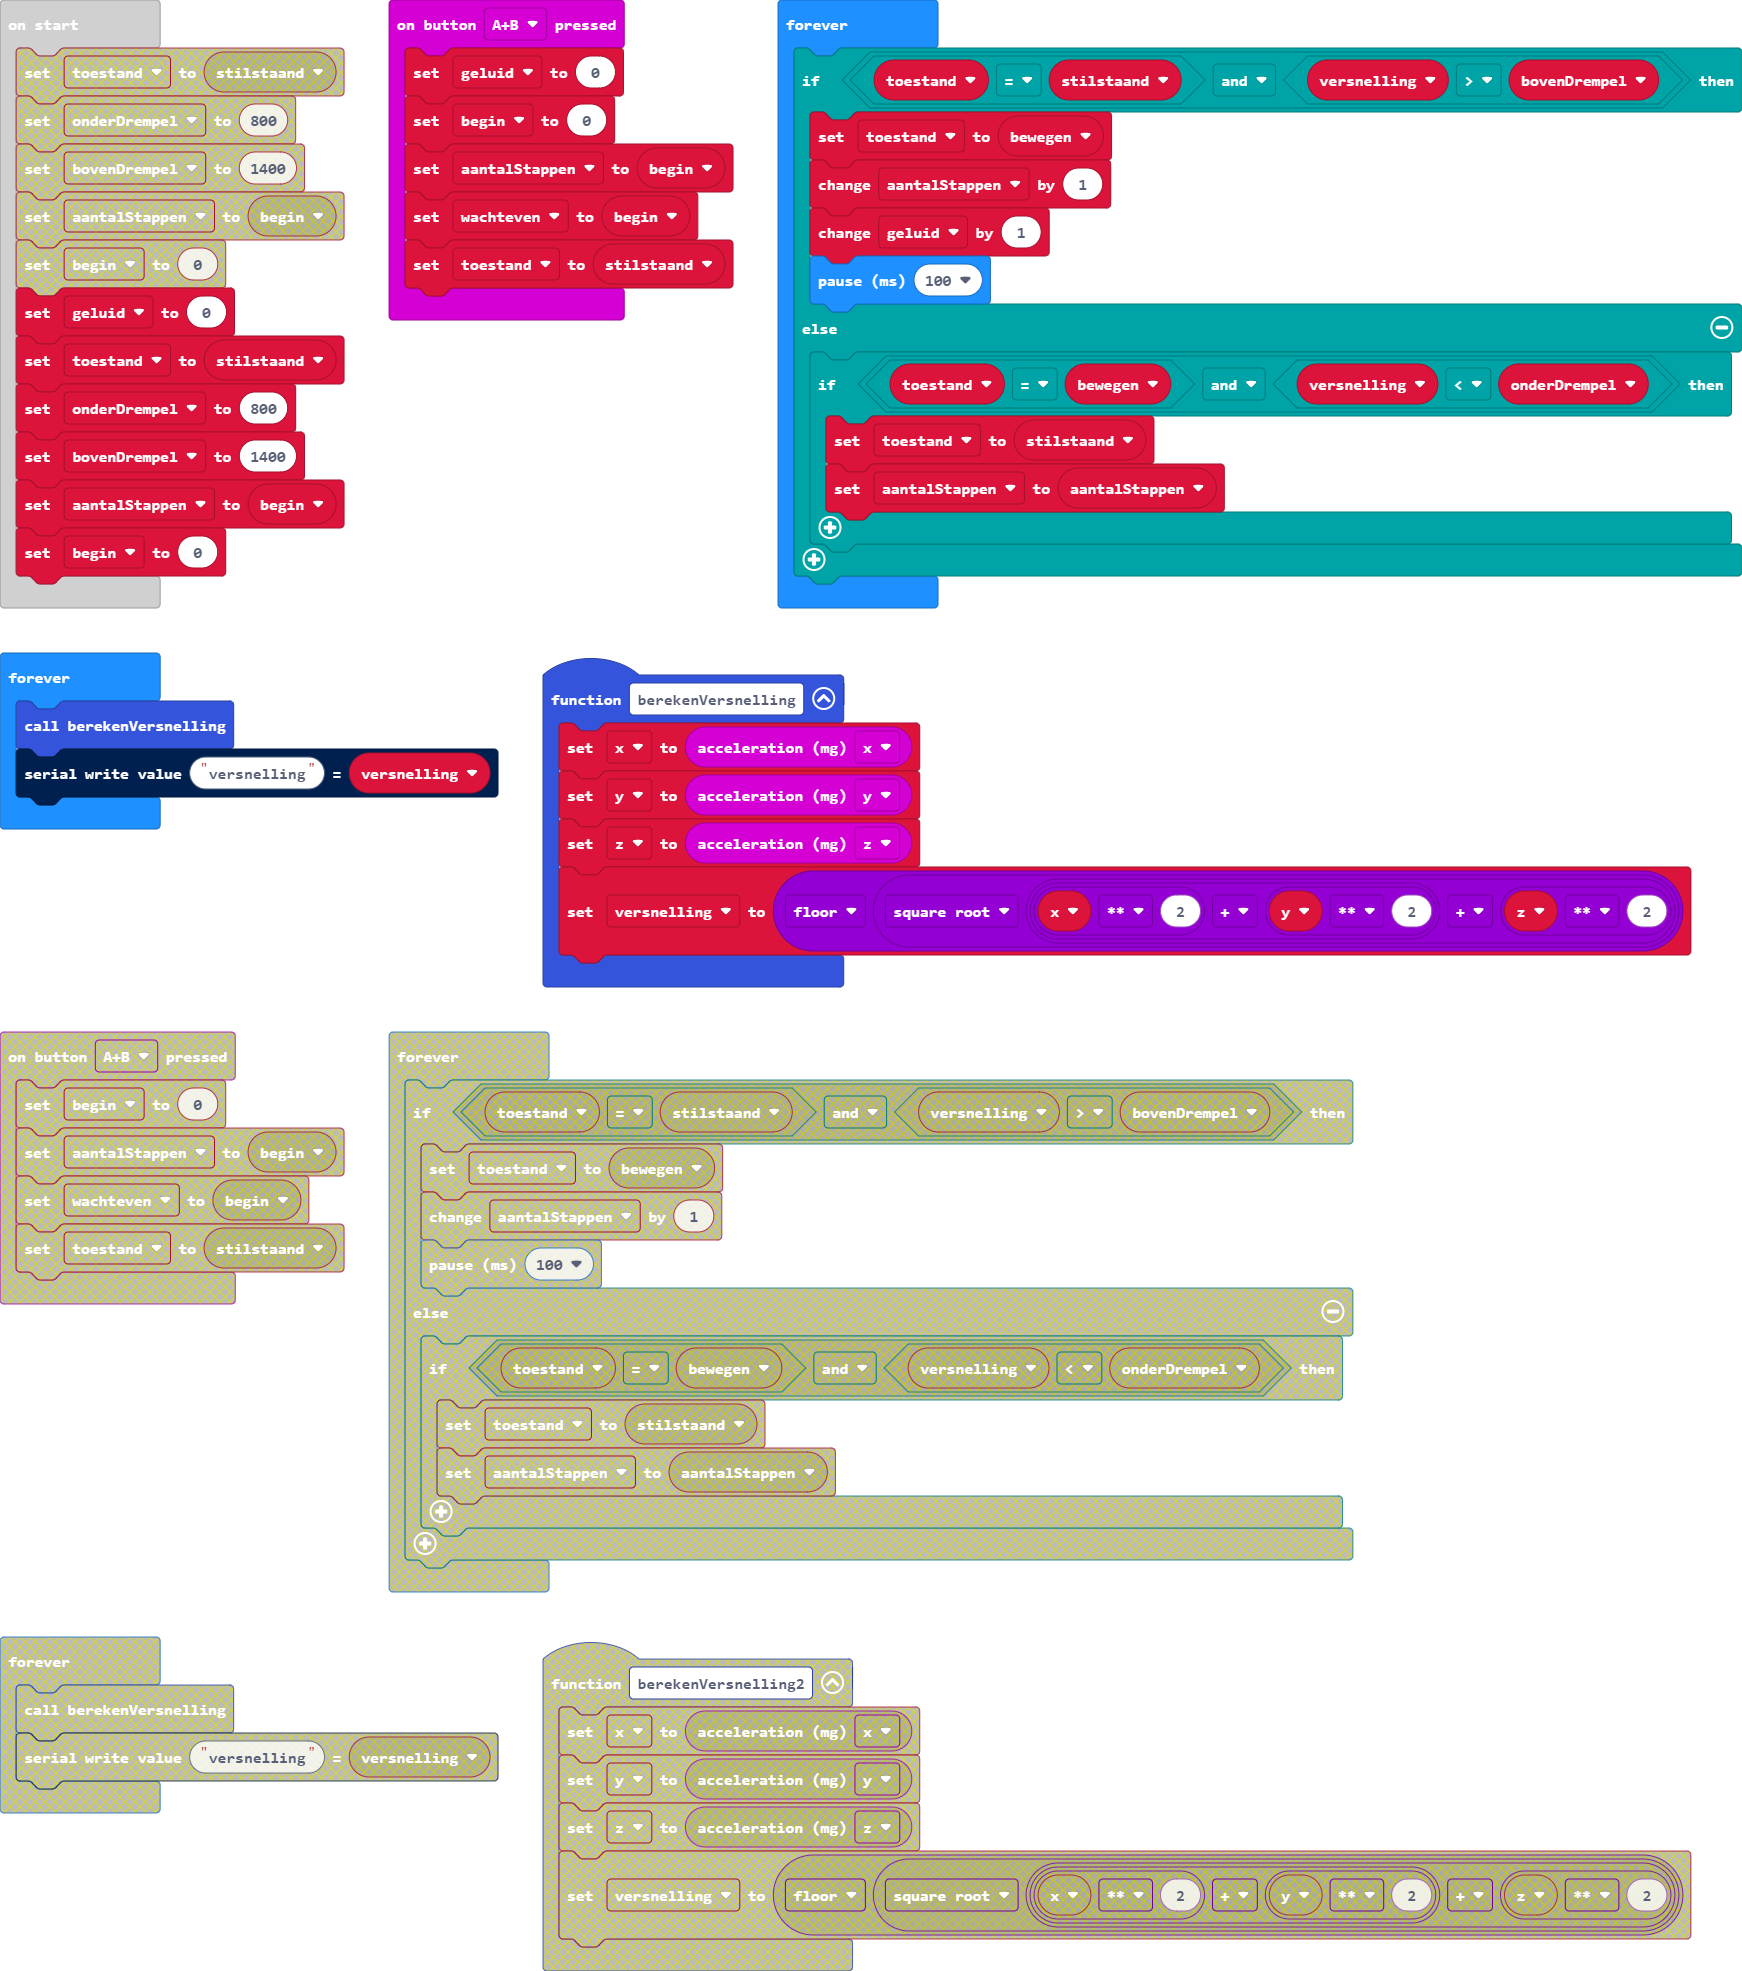 on start
set toestand to stilstaand
set onderDrempel to 800
set bovenDrempel to 1400
set aantalStappen to begin
set begin to 0
set geluid to 0
set toestand to stilstaand
set onderDrempel to 800
set bovenDrempel to 1400
set aantalStappen to begin
set begin to 0
on button A+B pressed
set geluid to 0
set begin to 0
set aantalStappen to begin
set wachteven to begin
set toestand to stilstaand
forever
if toestand = stilstaand and versnelling > bovenDrempel then
set toestand to bewegen
change aantalStappen by 1
change geluid by 1
pause (ms) 100
else
if toestand = bewegen and versnelling < onderDrempel then
set toestand to stilstaand
set aantalStappen to aantalStappen
forever
call berekenVersnelling
serial write value "versnelling" = versnelling
function berekenVersnelling
set x to acceleration (mg) x
set y to acceleration (mg) y
set z to acceleration (mg) z
set versnelling to floor square root x ** 2 + y ** 2 + z ** 2
on button A+B pressed
set begin to 0
set aantalStappen to begin
set wachteven to begin
set toestand to stilstaand
forever
if toestand = stilstaand and versnelling > bovenDrempel then
set toestand to bewegen
change aantalStappen by 1
pause (ms) 100
else
if toestand = bewegen and versnelling < onderDrempel then
set toestand to stilstaand
set aantalStappen to aantalStappen
forever
call berekenVersnelling
serial write value "versnelling" = versnelling
function berekenVersnelling2
set x to acceleration (mg) x
set y to acceleration (mg) y
set z to acceleration (mg) z
set versnelling to floor square root x ** 2 + y ** 2 + z ** 2